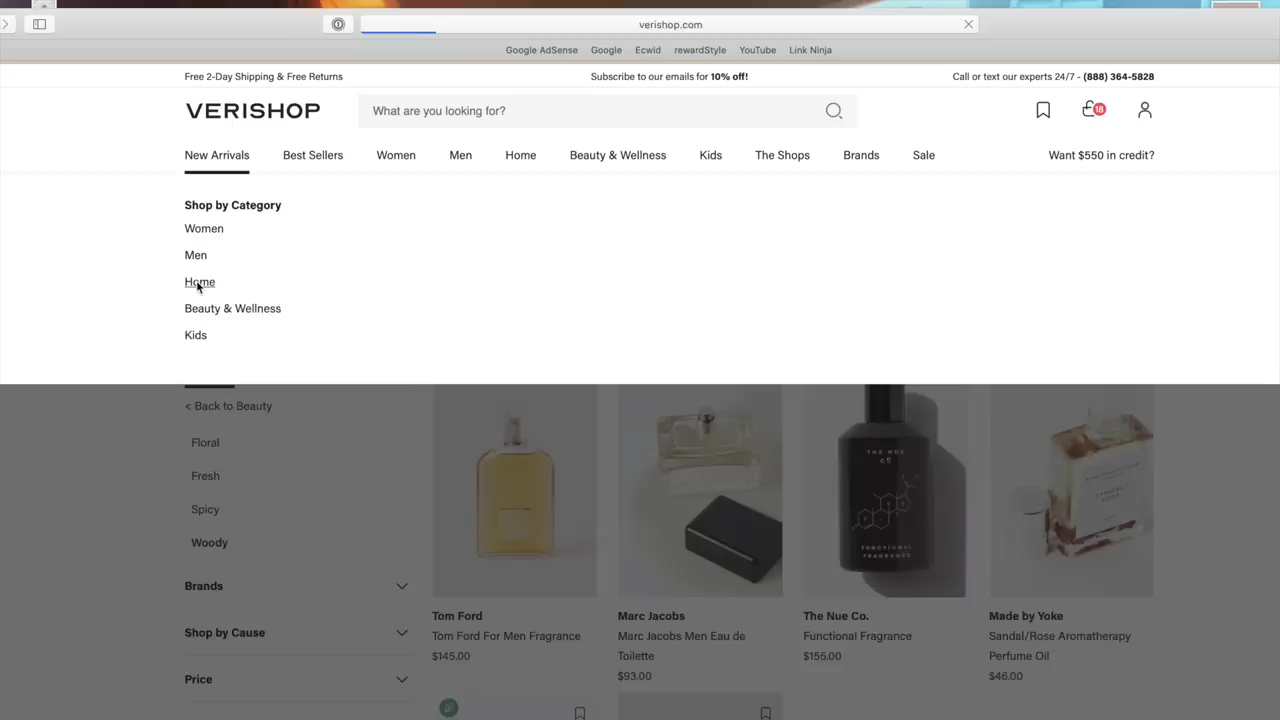 verishop.com
Google AdSense Google Ecwid rewardStyle YouTube Link Ninja
Free 2-Day Shipping & Free Returns Subscribe to our emails for 10% off! Call or text our experts 24/7 - (888) 364-5828
VERISHOP What are you looking for? 18
New Arrivals Best Sellers Women Men Home Beauty & Wellness Kids The Shops Brands Sale Want $550 in credit?
Shop by Category
Women
Men
Home
Beauty & Wellness
Kids
< Back to Beauty
Floral
Fresh
Spicy
Woody
Brands
Shop by Cause
Price
THE NUE
CO
FUNCTIONAL
FRAGRANCE
Tom Ford
Tom Ford For Men Fragrance
$145.00
Marc Jacobs
Marc Jacobs Men Eau de
Toilette
$93.00
The Nue Co.
Functional Fragrance
$155.00
Made by Yoke
Sandal/Rose Aromatherapy
Perfume Oil
$46.00